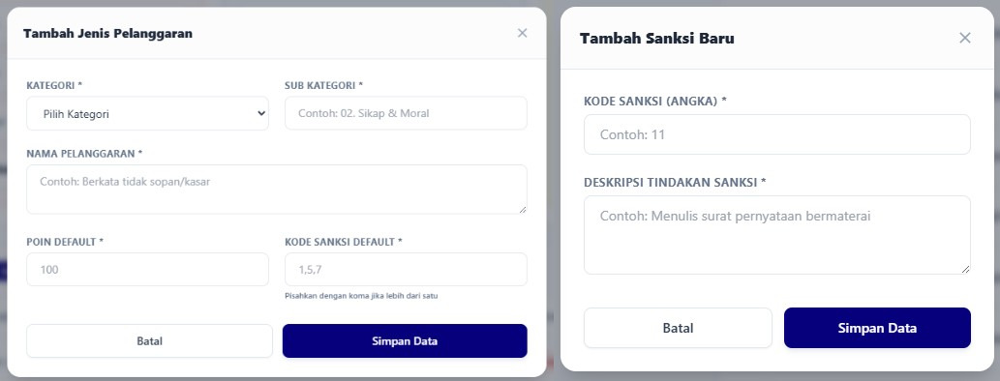 Tambah Jenis Pelanggaran
KATEGORI *
SUB KATEGORI *
Pilih Kategori
Contoh: 02. Sikap & Moral
NAMA PELANGGARAN *
Contoh: Berkata tidak sopan/kasar
POIN DEFAULT *
KODE SANKSI DEFAULT *
100
1,5,7
Pisahkan dengan koma jika lebih dari satu
Batal
Simpan Data
Tambah Sanksi Baru
KODE SANKSI (ANGKA) *
Contoh: 11
DESKRIPSI TINDAKAN SANKSI *
Contoh: Menulis surat pernyataan bermaterai
Batal
Simpan Data